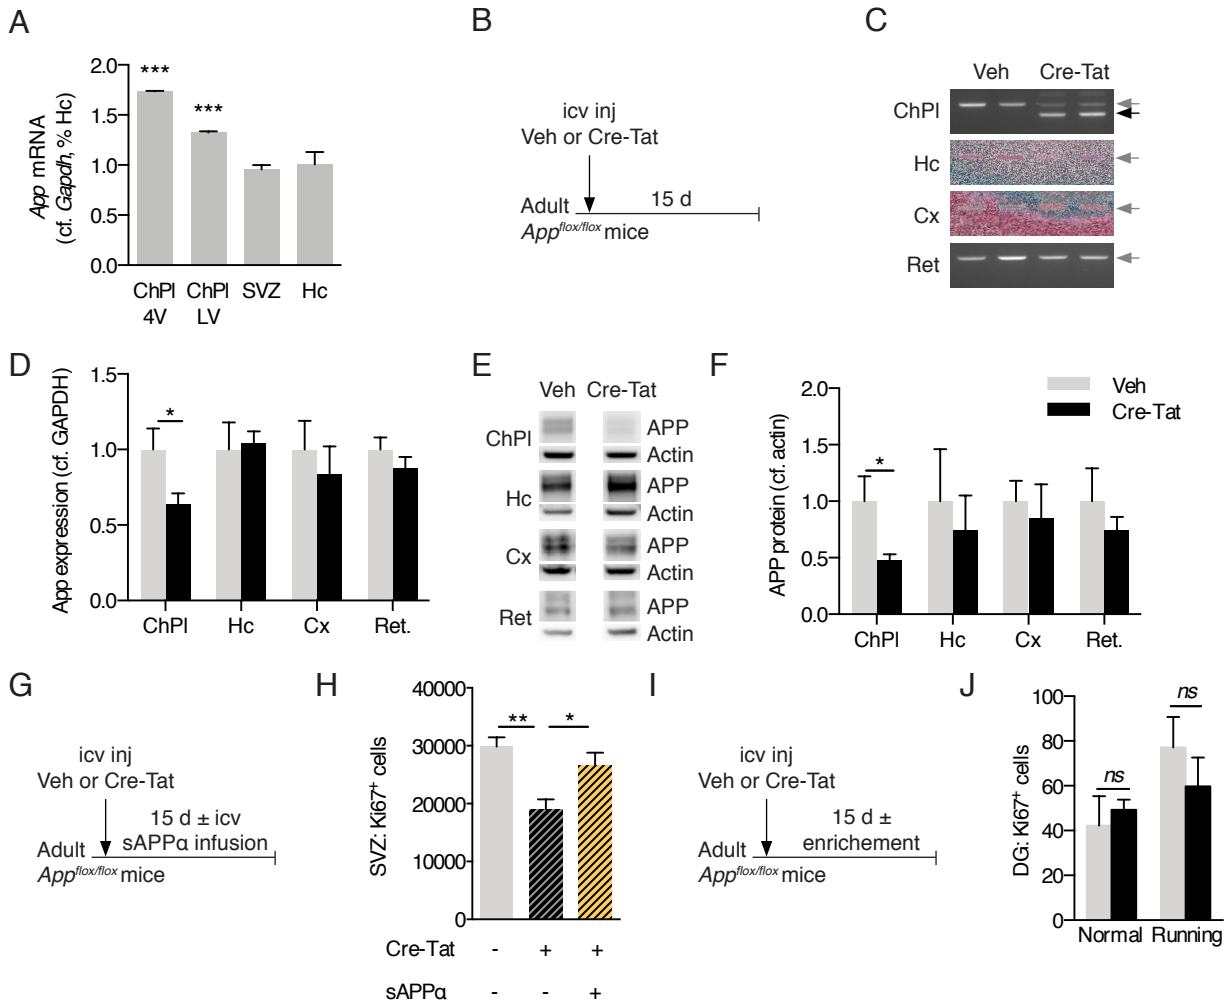 A
2.0
1.5
1.0
0.5
0.0
App mRNA
(cf. Gapdh, % Hc)
***
***
ChPl
4V
ChPl
LV
SVZ
Hc
B
icv inj
Veh or Cre-Tat
Adult
15 d
App^flox/flox mice
C
Veh
Cre-Tat
ChPl
Hc
Cx
Ret
D
1.5
1.0
0.5
0.0
App expression (cf. GAPDH)
*
ChPl
Hc
Cx
Ret.
E
Veh Cre-Tat
ChPl
APP
Actin
Hc
APP
Actin
Cx
APP
Actin
Ret
APP
Actin
F
2.0
1.5
1.0
0.5
0.0
APP protein (cf. actin)
*
Veh
Cre-Tat
ChPl
Hc
Cx
Ret.
G
icv inj
Veh or Cre-Tat
15 d ± icv
sAPPα infusion
Adult
App^flox/flox mice
H
40000
30000
20000
10000
0
SVZ: Ki67⁺ cells
**
*
Cre-Tat - + +
sAPPα - - +
I
icv inj
Veh or Cre-Tat
15 d ±
enrichement
Adult
App^flox/flox mice
J
100
80
60
40
20
0
DG: Ki67⁺ cells
ns
ns
Normal Running